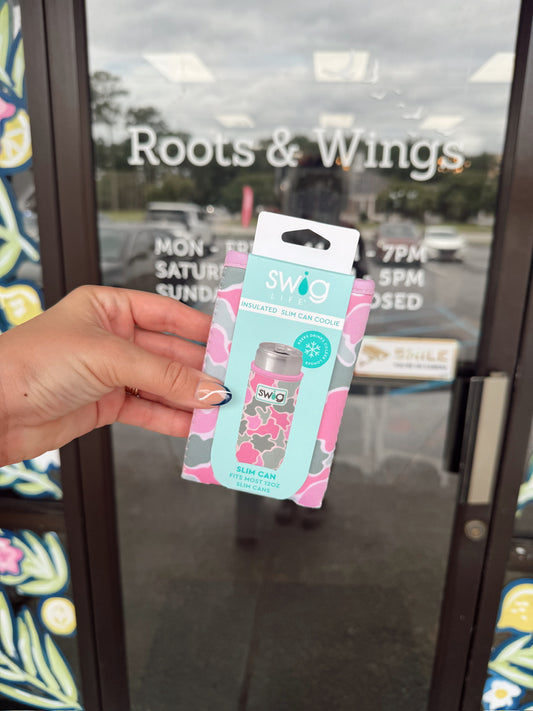 Roots & Wings
MON - 7PM
SATURD 5PM
SUND OSED
SMILE
swig
LIFE
INSULATED SLIM CAN COOLIE
swig
SLIM CAN
FITS MOST 12OZ
SLIM CANS